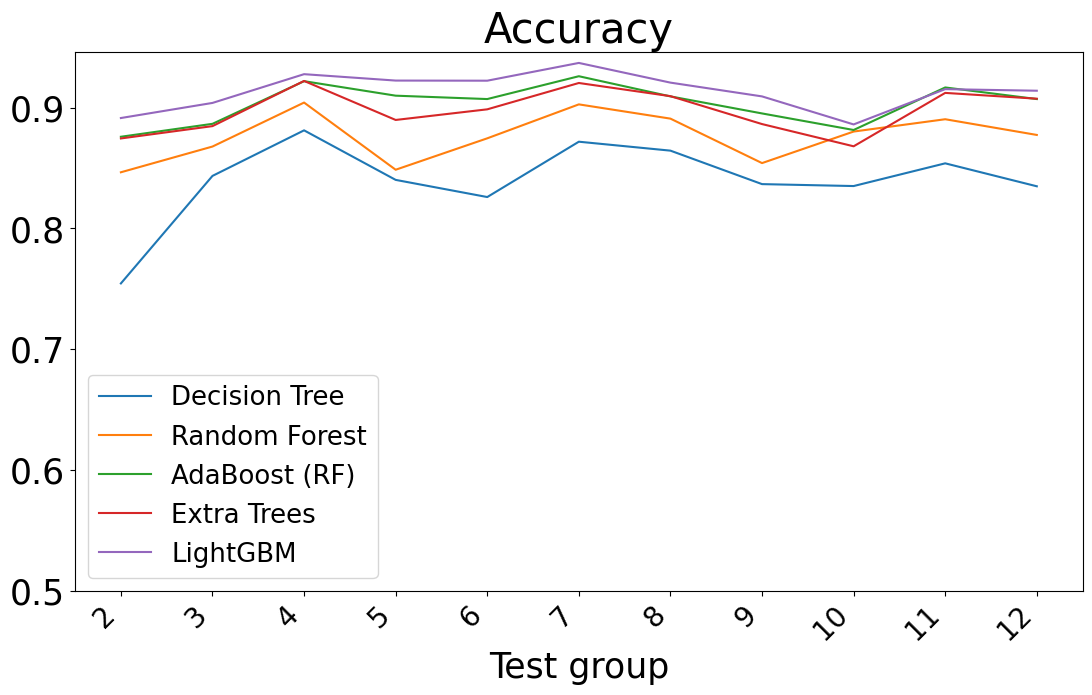 Accuracy
0.9
0.8
0.7
0.6
0.5
Decision Tree
Random Forest
AdaBoost (RF)
Extra Trees
LightGBM
2 3 4 5 6 7 8 9 10 11 12
Test group